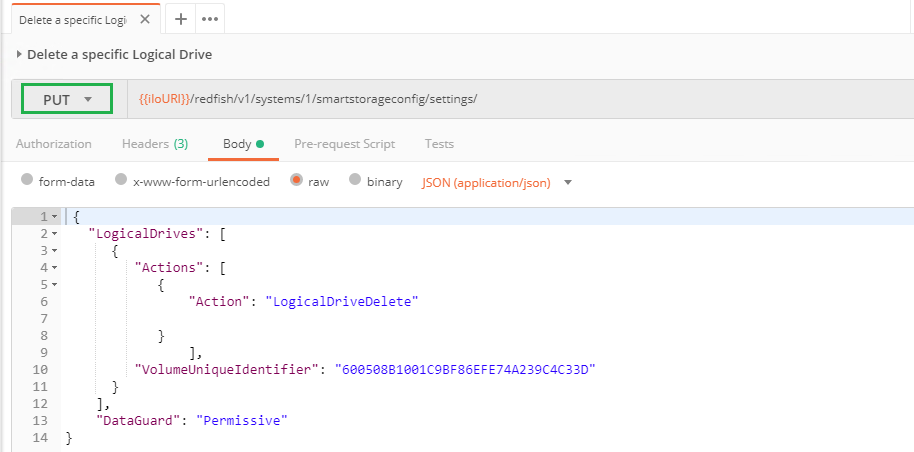 Delete a specific Logi
Delete a specific Logical Drive
PUT {{iloURI}}/redfish/v1/systems/1/smartstorageconfig/settings/
Authorization Headers (3) Body Pre-request Script Tests
form-data x-www-form-urlencoded raw binary JSON (application/json)
1 {
2 "LogicalDrives": [
3 {
4 "Actions": [
5 {
6 "Action": "LogicalDriveDelete"
7
8 }
9 ],
10 "VolumeUniqueIdentifier": "600508B1001C9BF86EFE74A239C4C33D"
11 }
12 ],
13 "DataGuard": "Permissive"
14 }